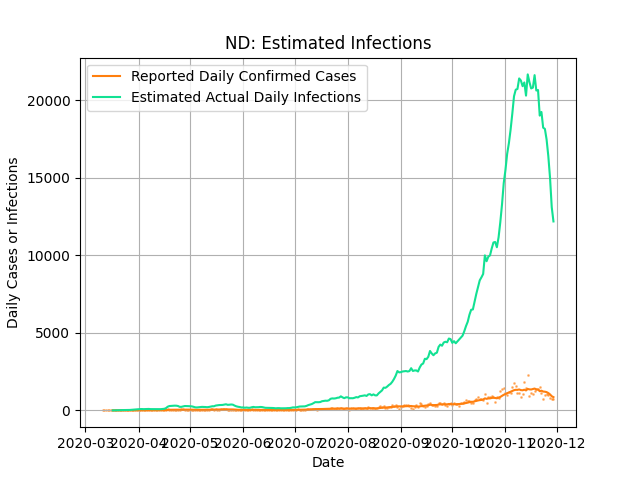 ND: Estimated Infections
Reported Daily Confirmed Cases
Estimated Actual Daily Infections
Daily Cases or Infections
20000
15000
10000
5000
0
2020-03 2020-04 2020-05 2020-06 2020-07 2020-08 2020-09 2020-10 2020-11 2020-12
Date